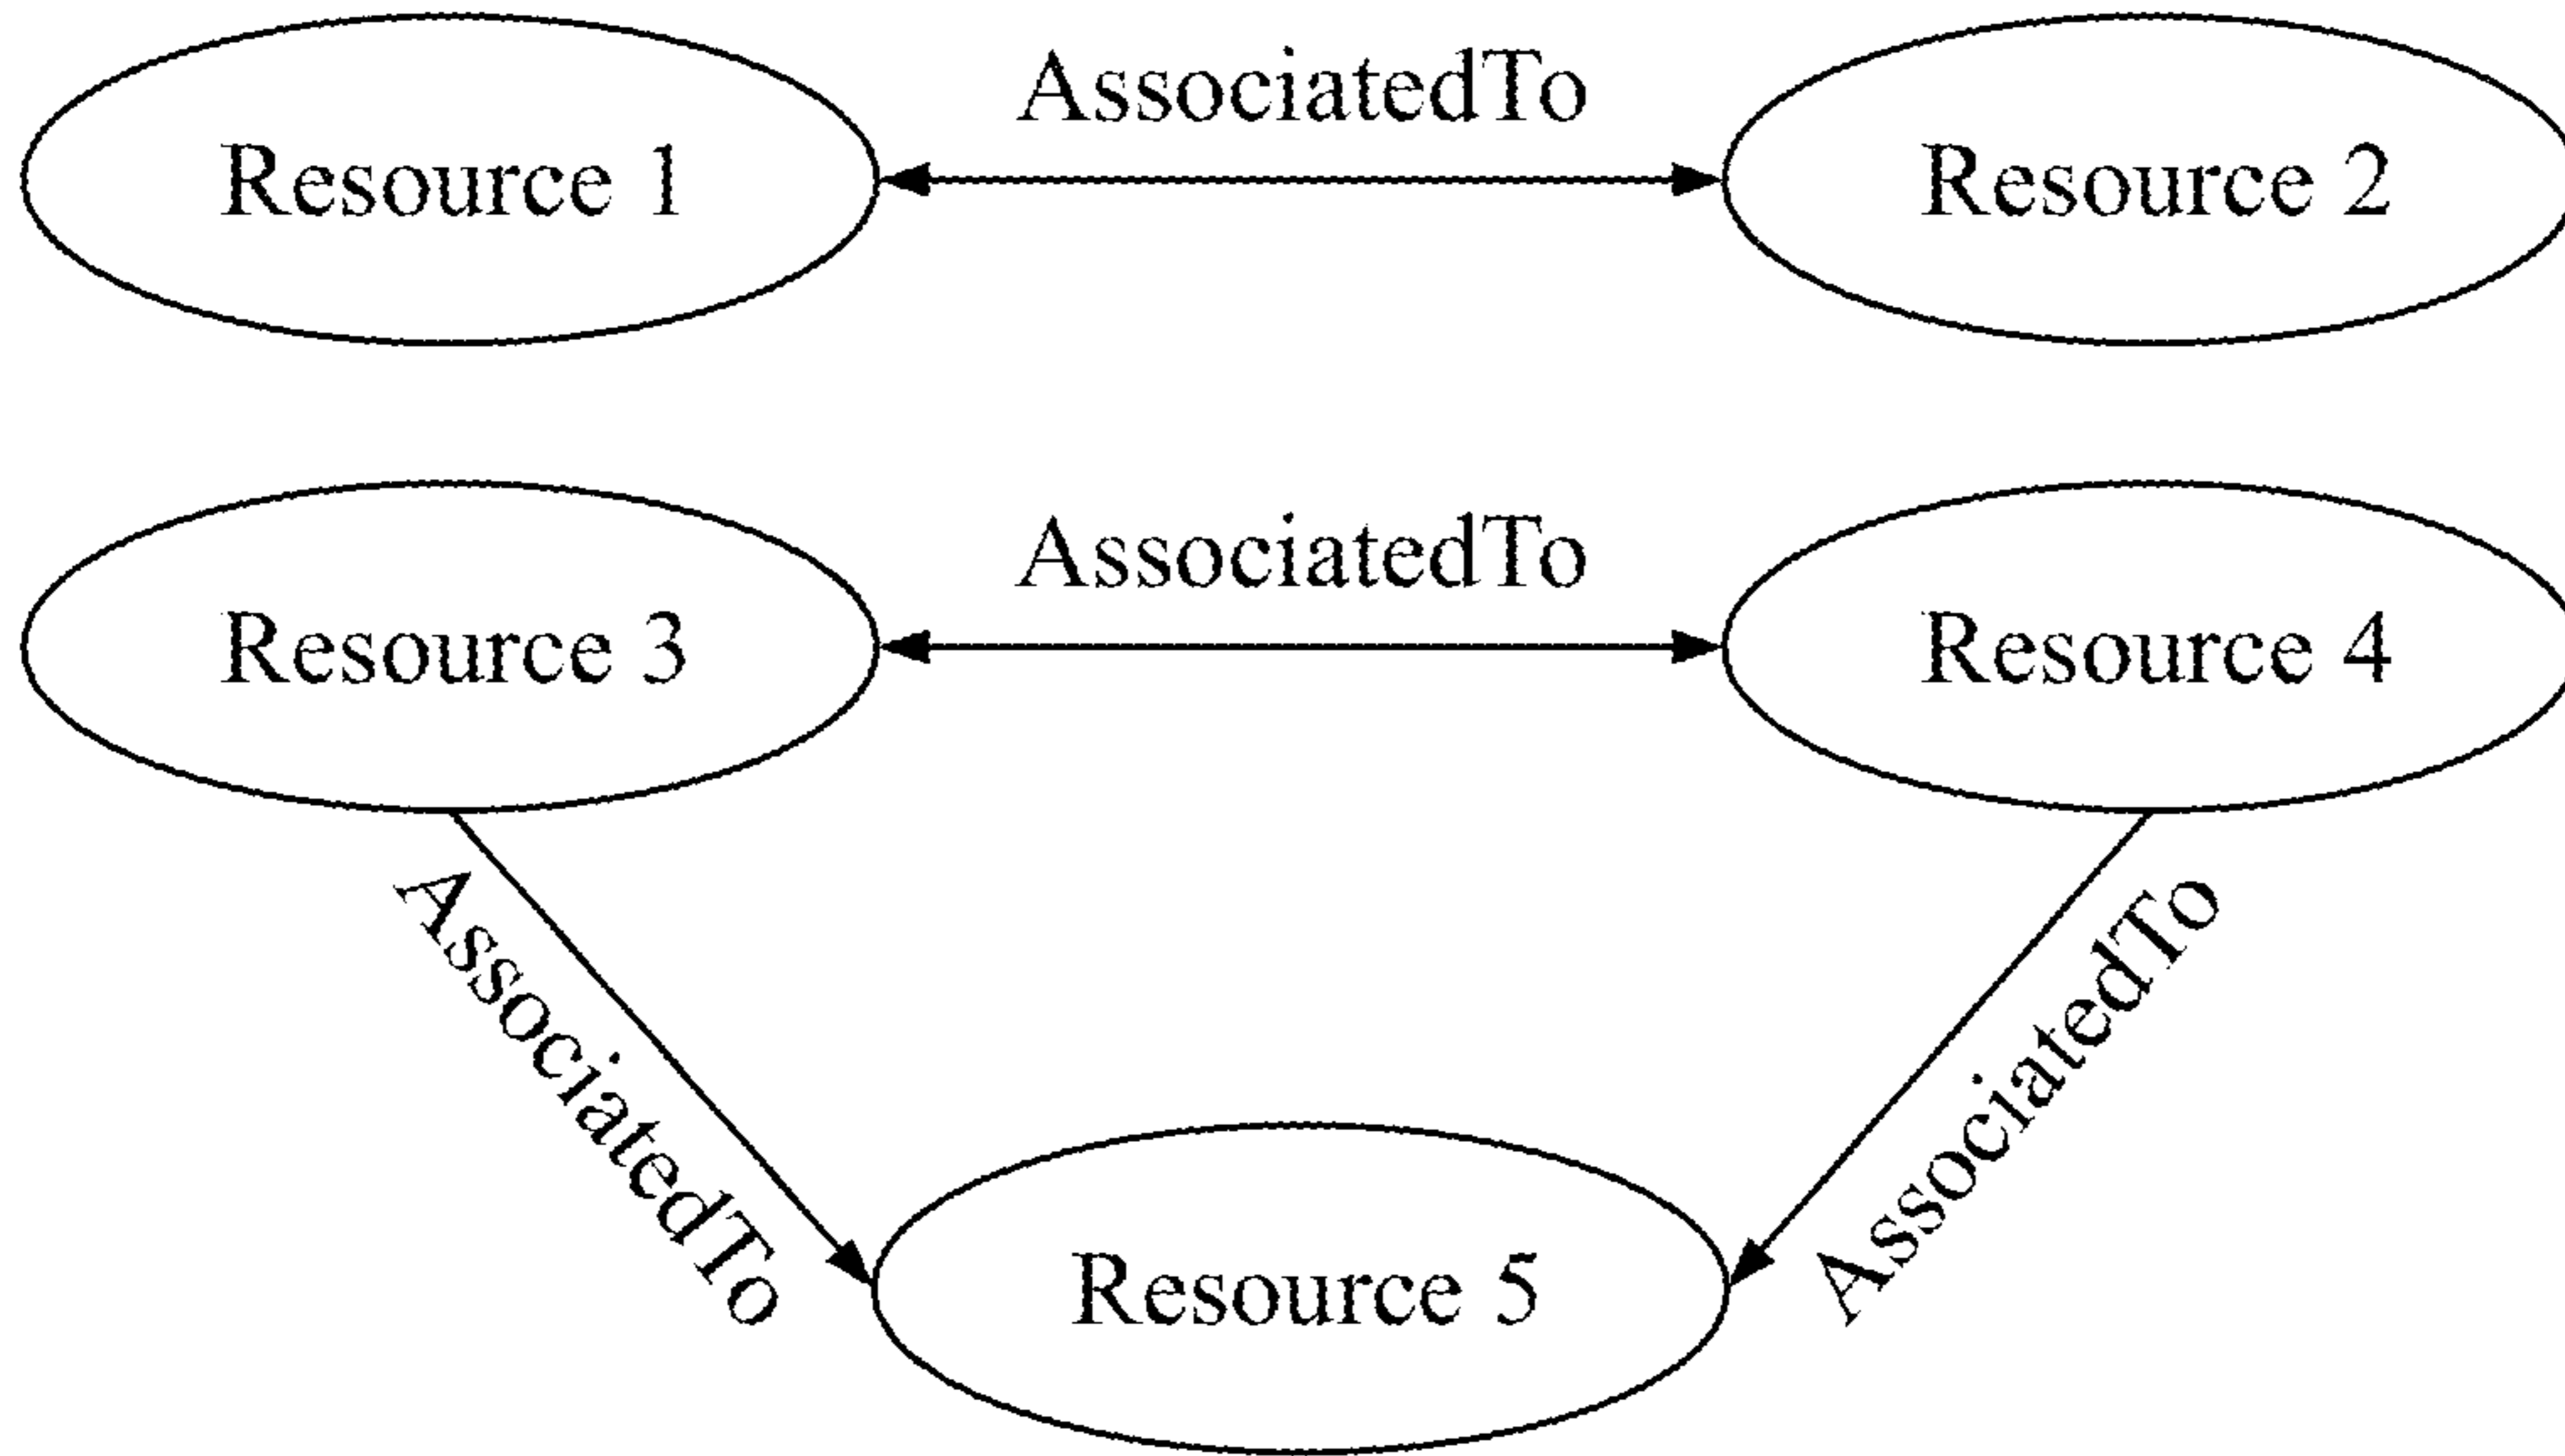 AssociatedTo
Resource 1
Resource 2
AssociatedTo
Resource 3
Resource 4
AssociatedTo
AssociatedTo
Resource 5